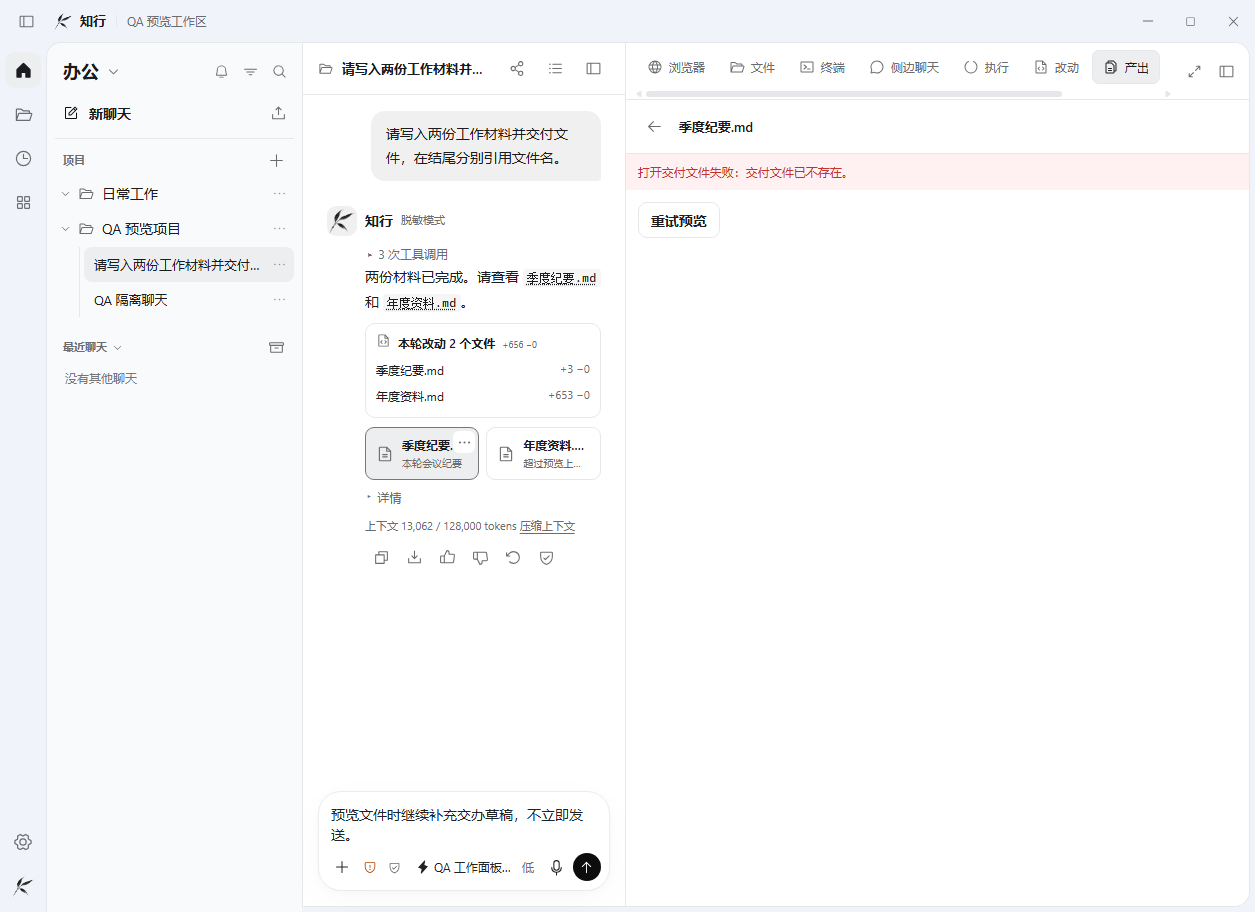 知行
QA 预览工作区
办公
新聊天
项目
日常工作
QA 预览项目
请写入两份工作材料并交付...
QA 隔离聊天
最近聊天
没有其他聊天
请写入两份工作材料并...
请写入两份工作材料并交付文
件，在结尾分别引用文件名。
知行 脱敏模式
3 次工具调用
两份材料已完成。请查看 季度纪要.md
和 年度资料.md 。
本轮改动 2 个文件 +656 −0
季度纪要.md +3 −0
年度资料.md +653 −0
季度纪要.
本轮会议纪要
年度资料....
超过预览上...
详情
上下文 13,062 / 128,000 tokens 压缩上下文
预览文件时继续补充交办草稿，不立即发
送。
QA 工作面板... 低
浏览器 文件 终端 侧边聊天 执行 改动 产出
季度纪要.md
打开交付文件失败：交付文件已不存在。
重试预览